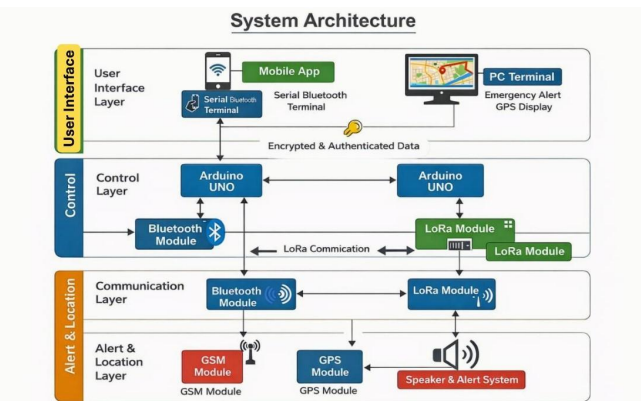 System Architecture
User Interface
User
Interface
Layer
Mobile App
Serial Bluetooth
Terminal
Serial Bluetooth
Terminal
PC Terminal
Emergency Alert
GPS Display
Encrypted & Authenticated Data
Control
Control
Layer
Arduino
UNO
Arduino
UNO
Bluetooth
Module
LoRa Module
LoRa Commication
LoRa Module
Alert & Location
Communication
Layer
Bluetooth
Module
LoRa Module
Alert &
Location
Layer
GSM
Module
GSM Module
GPS
Module
GPS Module
Speaker & Alert System